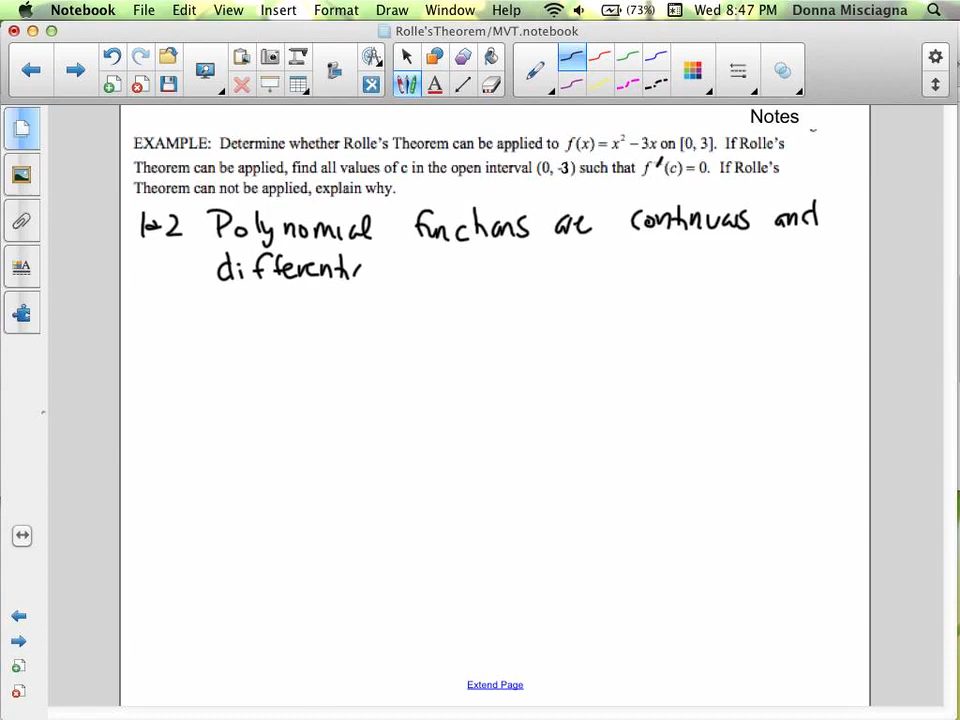 Notebook File Edit View Insert Format Draw Window Help (73%) Wed 8:47 PM Donna Misciagna
Rolle'sTheorem/MVT.notebook
Notes
EXAMPLE: Determine whether Rolle's Theorem can be applied to f(x) = x² − 3x on [0, 3]. If Rolle's
Theorem can be applied, find all values of c in the open interval (0, -3) such that f '(c) = 0. If Rolle's
Theorem can not be applied, explain why.
1-2 Polynomial functions are continuous and
differenti
Extend Page